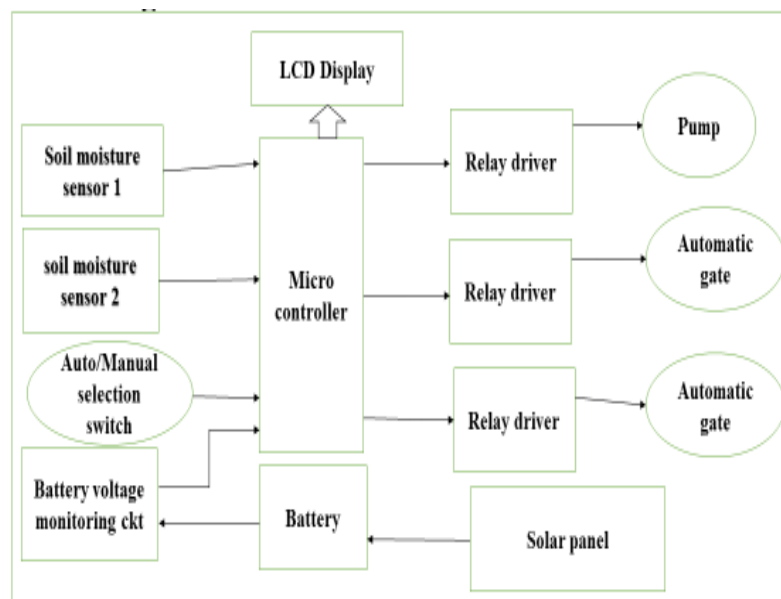 LCD Display
Soil moisture
sensor 1
soil moisture
sensor 2
Auto/Manual
selection
switch
Battery voltage
monitoring ckt
Micro
controller
Battery
Relay driver
Relay driver
Relay driver
Solar panel
Pump
Automatic
gate
Automatic
gate